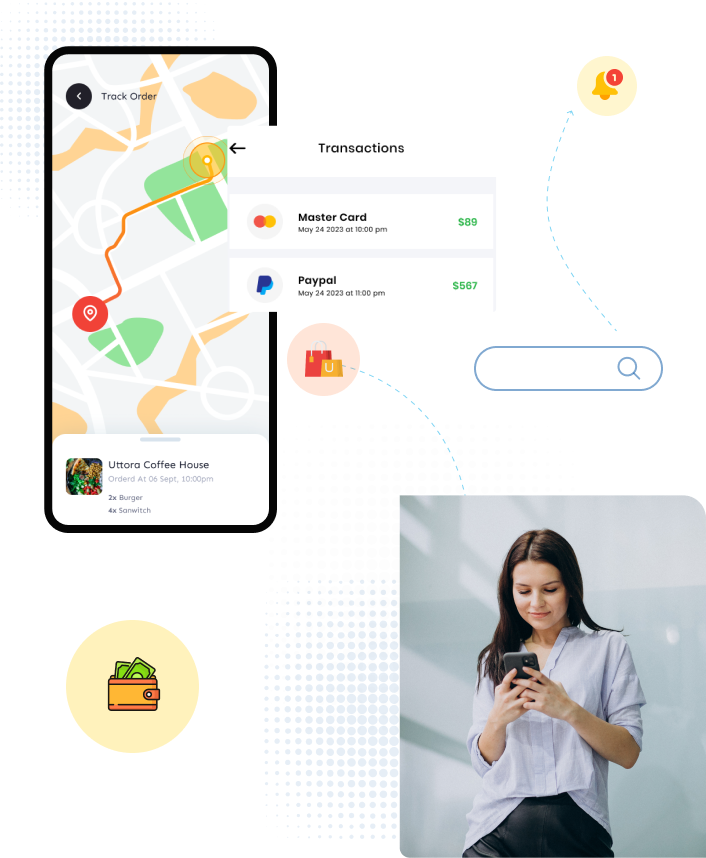 Track Order
1
Transactions
Master Card
May 24 2023 at 10:00 pm
$89
Paypal
May 24 2023 at 11:00 pm
$567
U
Uttora Coffee House
Orderd At 06 Sept, 10:00pm
2x Burger
4x Sanwitch